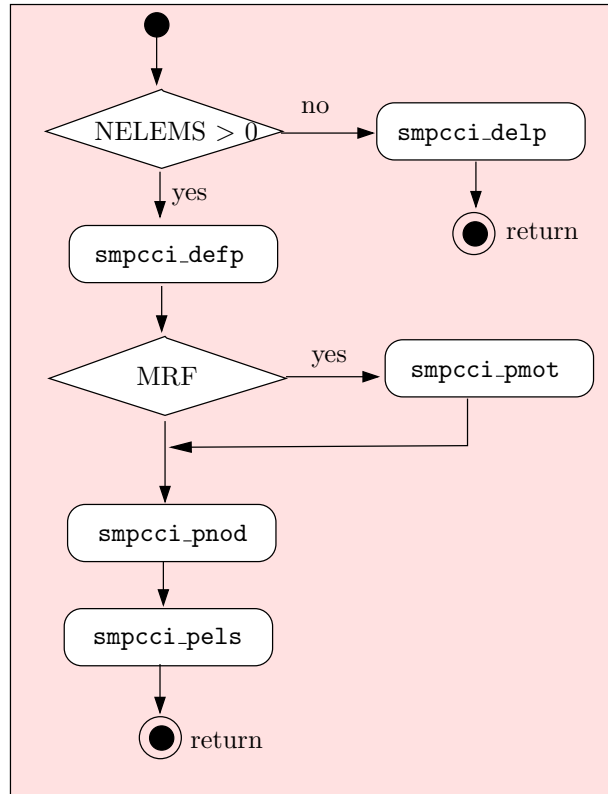 NELEMS > 0
no
smpcci_delp
yes
return
smpcci_defp
yes
MRF
smpcci_pmot
smpcci_pnod
smpcci_pels
return